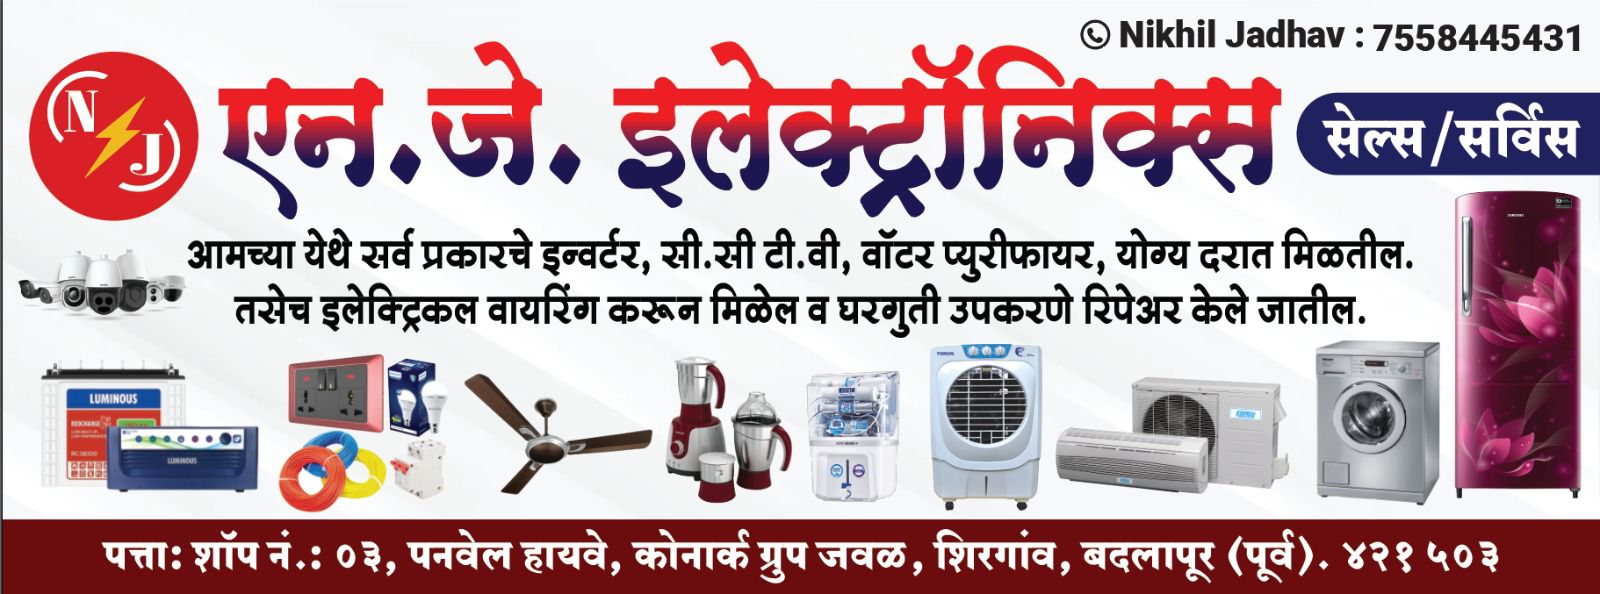 Nikhil Jadhav : 7558445431
N J
एन.जे. इलेक्ट्रॉनिक्स
सेल्स/सर्विस
आमच्या येथे सर्व प्रकारचे इन्वर्टर, सी.सी टी.वी, वॉटर प्युरीफायर, योग्य दरात मिळतील.
तसेच इलेक्ट्रिकल वायरिंग करून मिळेल व घरगुती उपकरणे रिपेअर केले जातील.
SAMSUNG
LUMINOUS
LUMINOUS
पत्ता: शॉप नं.: ०३, पनवेल हायवे, कोनार्क ग्रुप जवळ, शिरगांव, बदलापूर (पूर्व). ४२१ ५०३